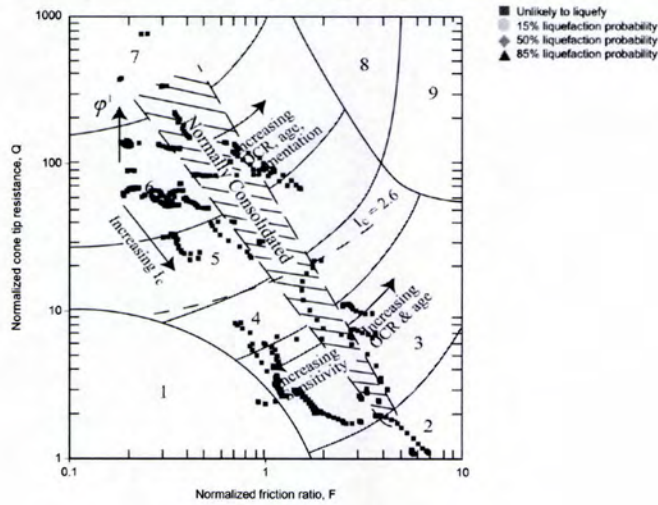 Unlikely to liquefy
15% liquefaction probability
50% liquefaction probability
85% liquefaction probability
1000
100
10
1
0.1
1
10
Normalized cone tip resistance, Q
Normalized friction ratio, F
7
8
9
φ'
Increasing
OCR, age,
mentation
Normally Consolidated
6
Increasing Ic
5
Ic = 2.6
4
Increasing
OCR & age
3
Increasing
nsitivity
1
2